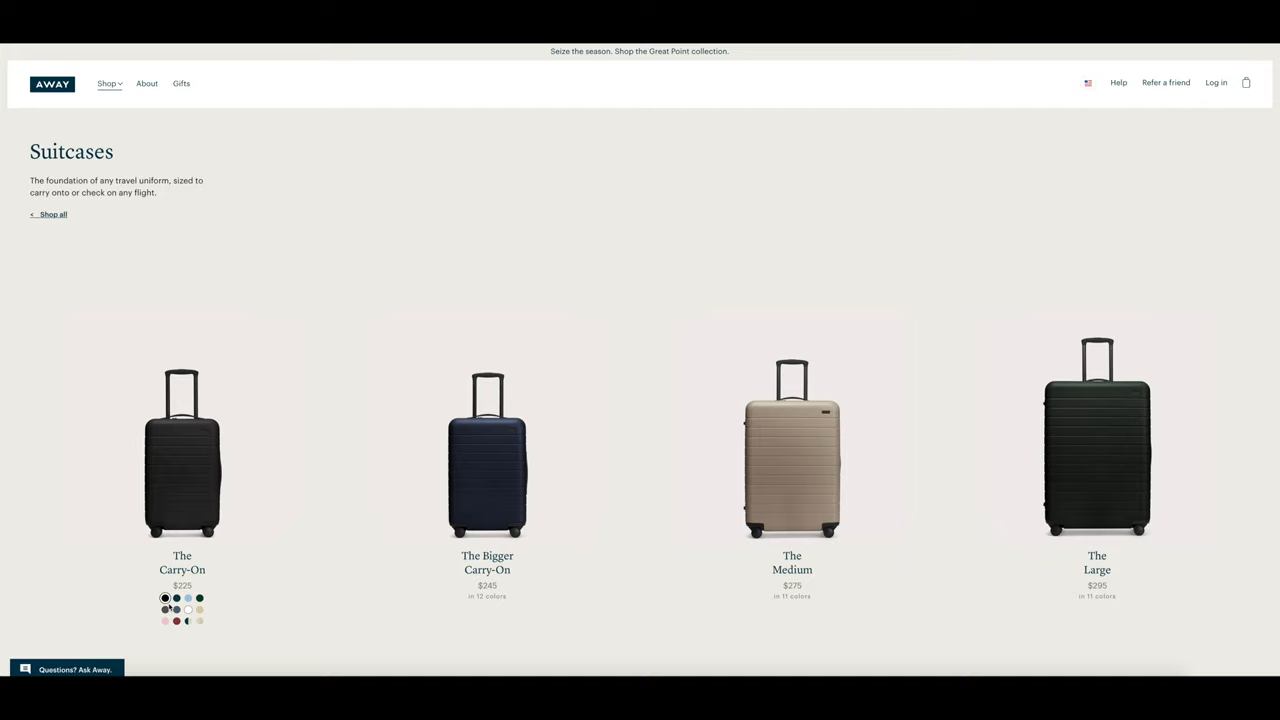 Seize the season. Shop the Great Point collection.
AWAY
Shop
About
Gifts
Help
Refer a friend
Log in
Suitcases
The foundation of any travel uniform, sized to
carry onto or check on any flight.
< Shop all
The
Carry-On
$225
The Bigger
Carry-On
$245
in 12 colors
The
Medium
$275
in 11 colors
The
Large
$295
in 11 colors
Questions? Ask Away.